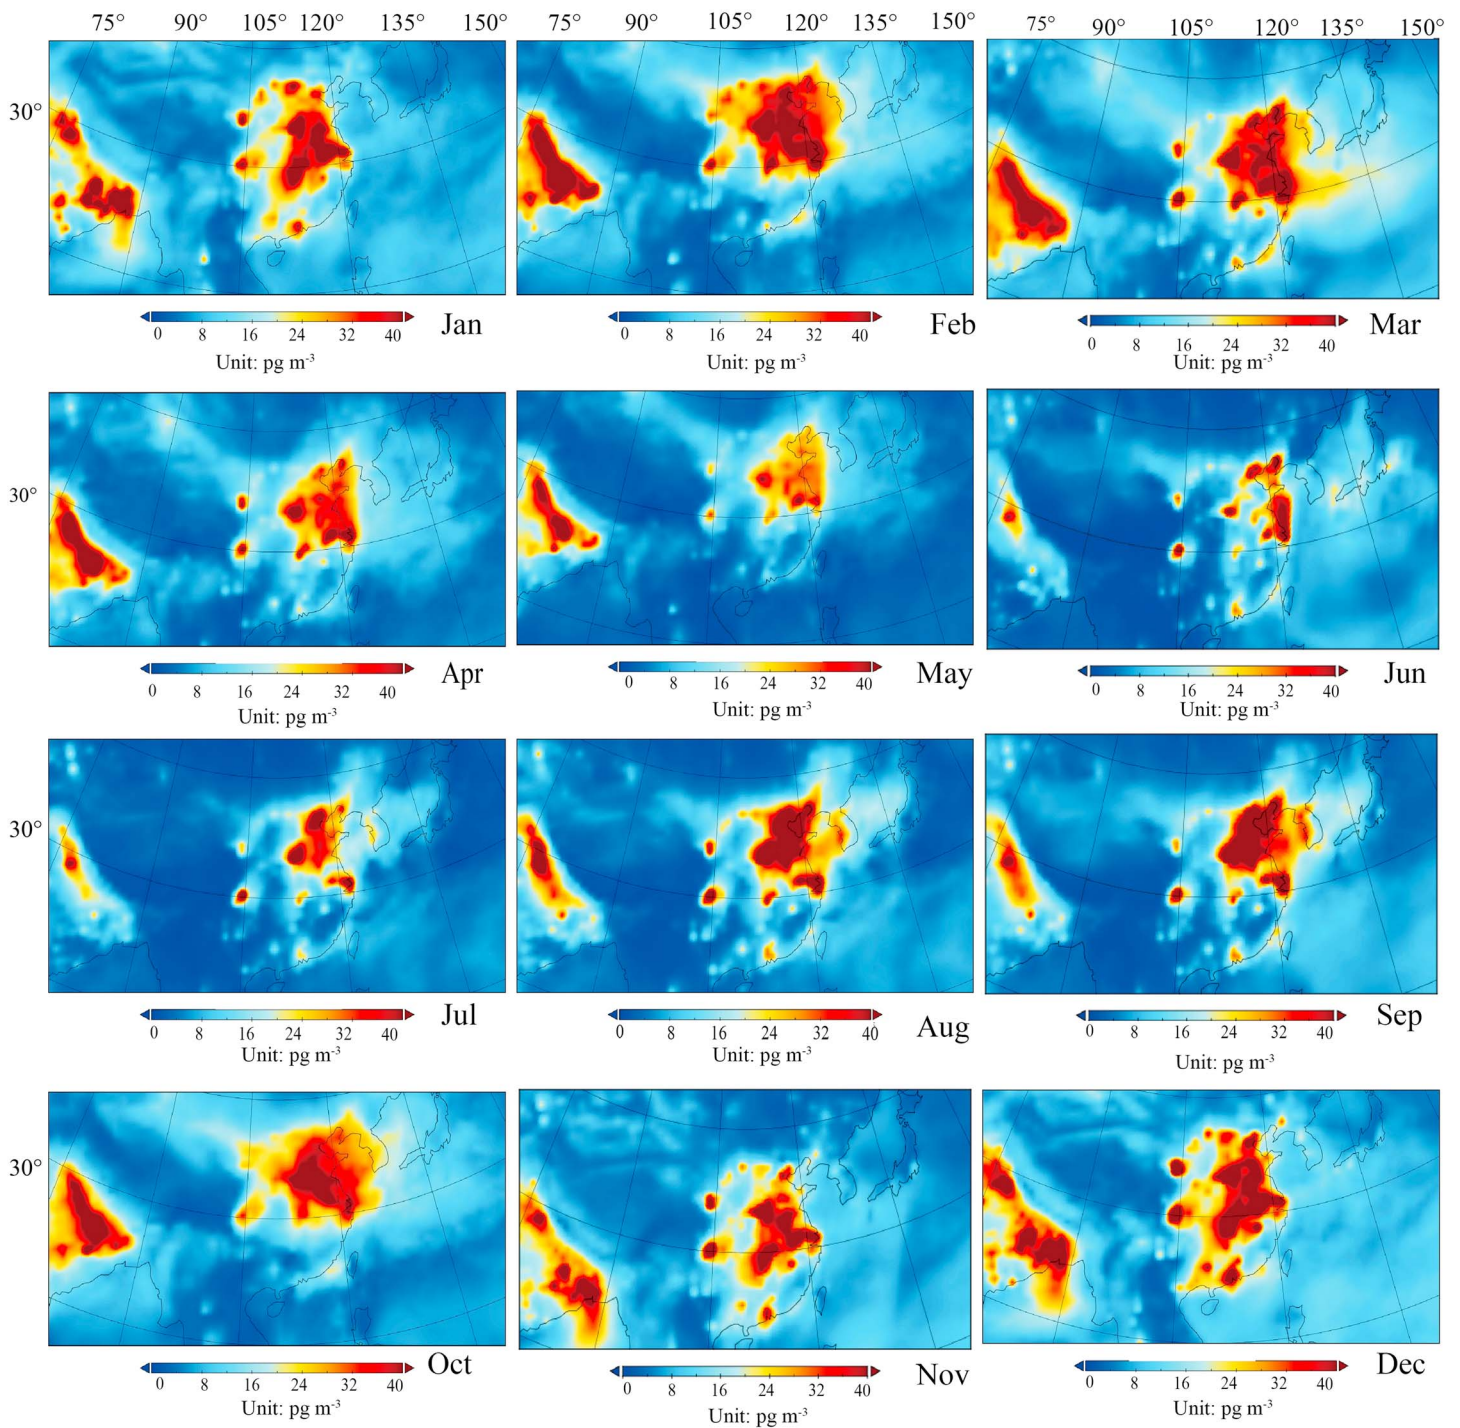 75° 90° 105° 120° 135° 150° 75° 90° 105° 120° 135° 150° 75° 90° 105° 120° 135° 150°
30°
0 8 16 24 32 40 Jan 0 8 16 24 32 40 Feb 0 8 16 24 32 40 Mar
Unit: pg m⁻³ Unit: pg m⁻³ Unit: pg m⁻³
30°
0 8 16 24 32 40 Apr 0 8 16 24 32 40 May 0 8 16 24 32 40 Jun
Unit: pg m⁻³ Unit: pg m⁻³ Unit: pg m⁻³
30°
0 8 16 24 32 40 Jul 0 8 16 24 32 40 Aug 0 8 16 24 32 40 Sep
Unit: pg m⁻³ Unit: pg m⁻³ Unit: pg m⁻³
30°
0 8 16 24 32 40 Oct 0 8 16 24 32 40 Nov 0 8 16 24 32 40 Dec
Unit: pg m⁻³ Unit: pg m⁻³ Unit: pg m⁻³